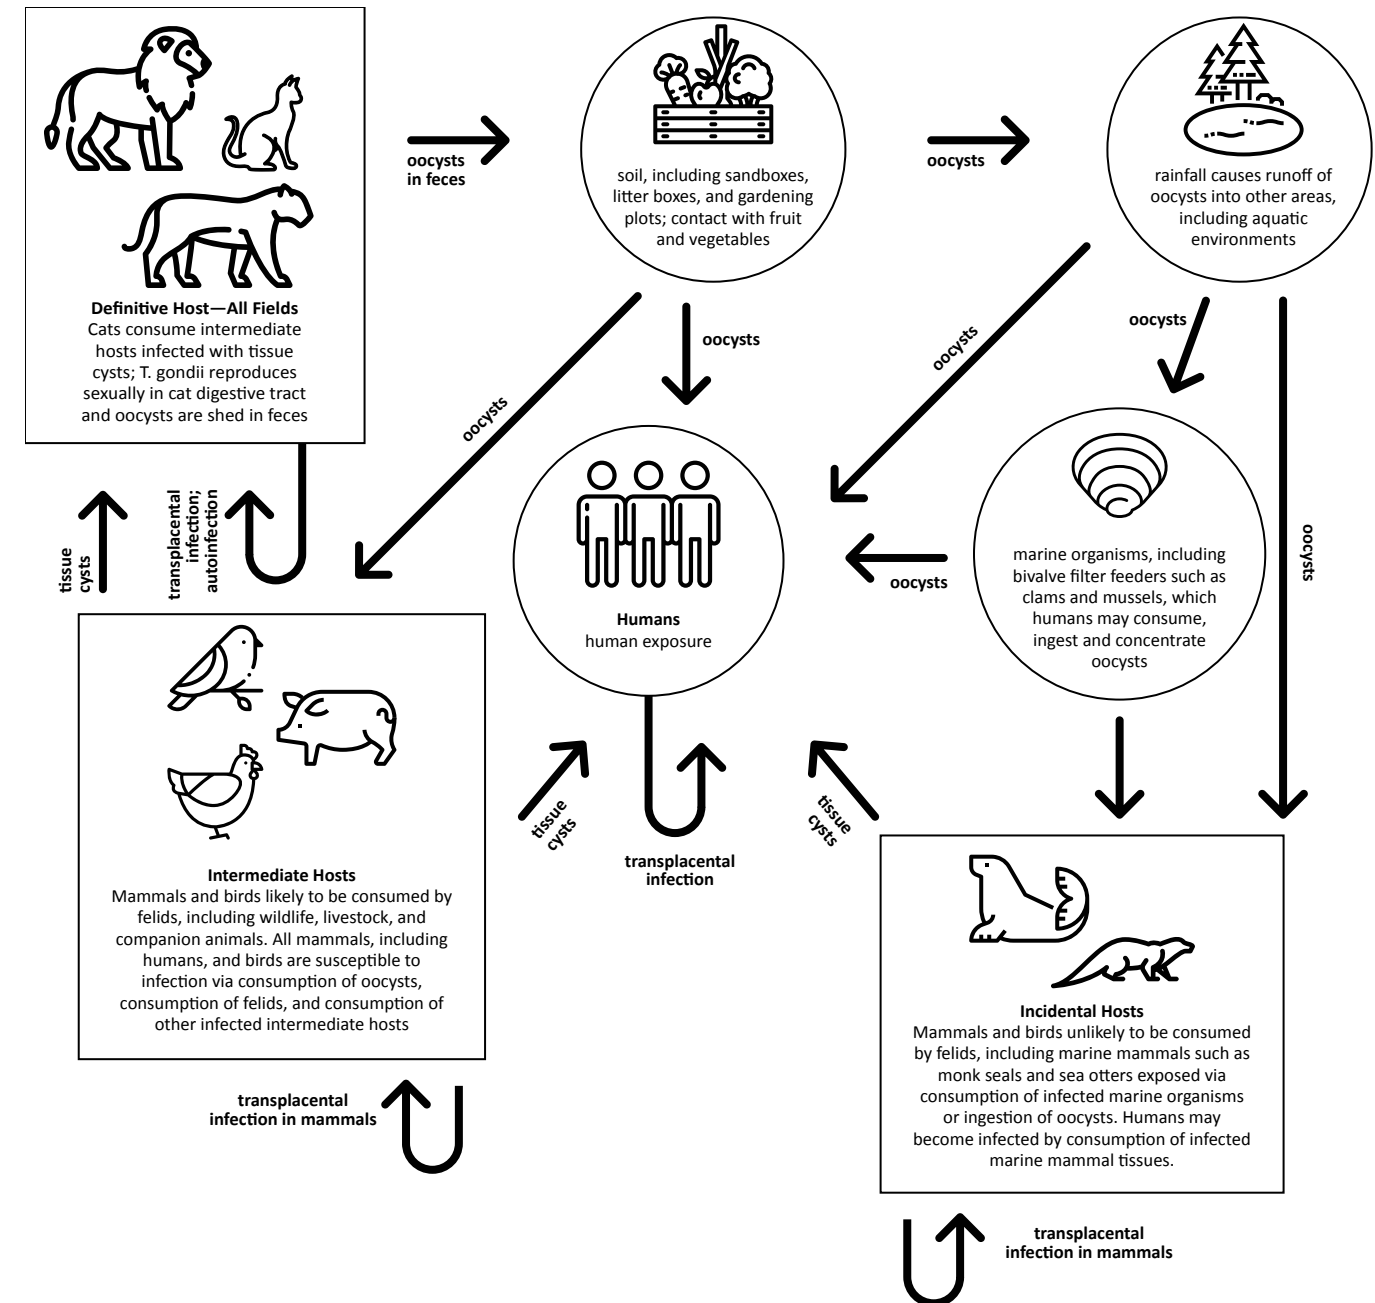 oocysts
in feces
soil, including sandboxes,
litter boxes, and gardening
plots; contact with fruit
and vegetables
oocysts
rainfall causes runoff of
oocysts into other areas,
including aquatic
environments
Definitive Host—All Fields
Cats consume intermediate
hosts infected with tissue
cysts; T. gondii reproduces
sexually in cat digestive tract
and oocysts are shed in feces
oocysts
oocysts
oocysts
oocysts
oocysts
tissue
cysts
transplacental
infection;
autoinfection
Humans
human exposure
oocysts
marine organisms, including
bivalve filter feeders such as
clams and mussels, which
humans may consume,
ingest and concentrate
oocysts
tissue
cysts
transplacental
infection
tissue
cysts
Intermediate Hosts
Mammals and birds likely to be consumed by
felids, including wildlife, livestock, and
companion animals. All mammals, including
humans, and birds are susceptible to
infection via consumption of oocysts,
consumption of felids, and consumption of
other infected intermediate hosts
transplacental
infection in mammals
Incidental Hosts
Mammals and birds unlikely to be consumed
by felids, including marine mammals such as
monk seals and sea otters exposed via
consumption of infected marine organisms
or ingestion of oocysts. Humans may
become infected by consumption of infected
marine mammal tissues.
transplacental
infection in mammals